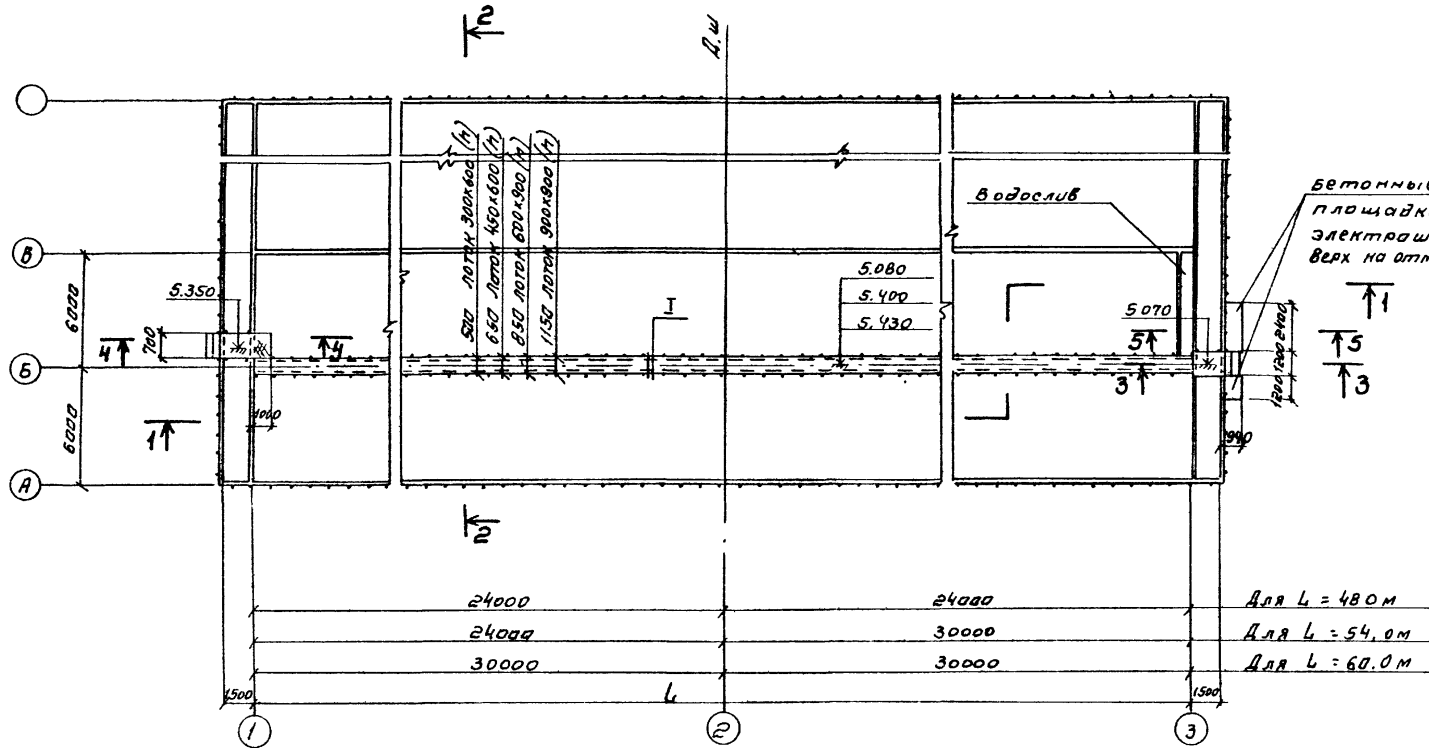 2
Д.ш
500 лоток 300х600 (h)
650 лоток 450х600 (h)
850 лоток 600х900 (h)
1150 лоток 900х900 (h)
Водослив
Бетонные
площадк
электраш
Верх на отм
В
6000
5.350
5.080
5.400
5.430
I
5.070
1
4
700
4
5
5
2400
1200
1200
Б
3
3
1000
990
6000
1
А
2
24000
24000
Для L = 48 0 м
24000
30000
Для L = 54,0м
30000
30000
Для L = 60.0 м
1500
L
1500
1
2
3